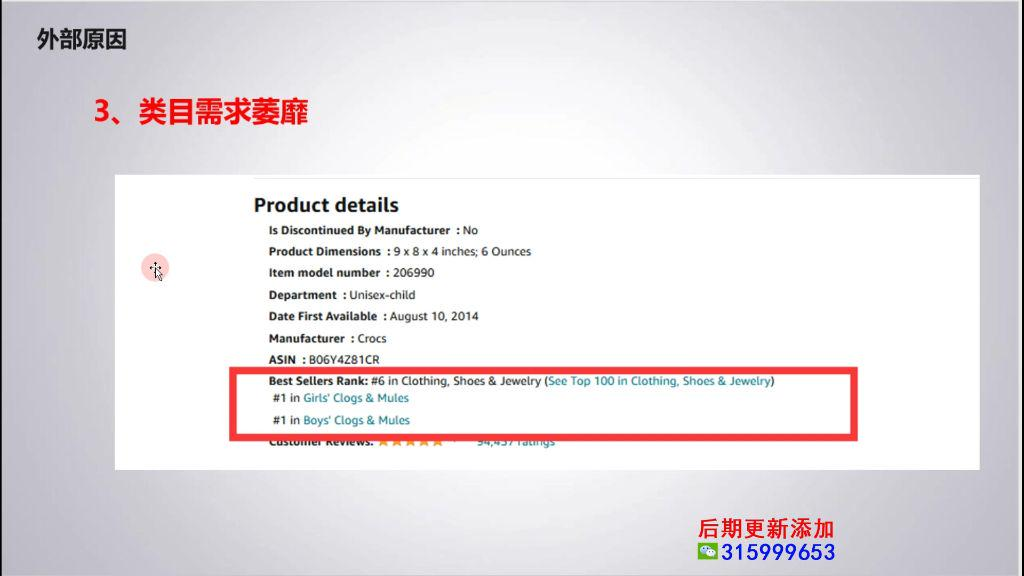 外部原因
3、类目需求萎靡
Product details
Is Discontinued By Manufacturer : No
Product Dimensions : 9 x 8 x 4 inches; 6 Ounces
Item model number : 206990
Department : Unisex-child
Date First Available : August 10, 2014
Manufacturer : Crocs
ASIN : B06Y4Z81CR
Best Sellers Rank: #6 in Clothing, Shoes & Jewelry (See Top 100 in Clothing, Shoes & Jewelry)
#1 in Girls' Clogs & Mules
#1 in Boys' Clogs & Mules
Customer Reviews: ratings
后期更新添加
315999653